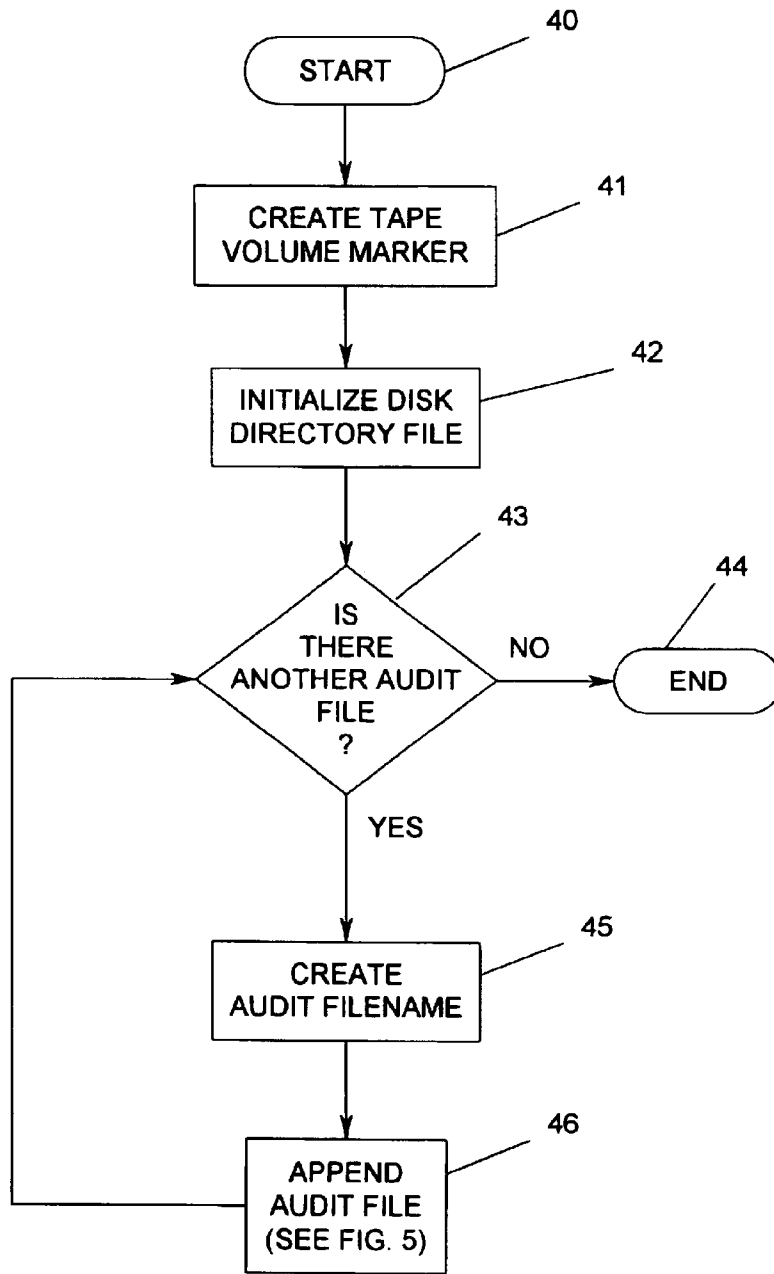 40
START
41
CREATE TAPE
VOLUME MARKER
42
INITIALIZE DISK
DIRECTORY FILE
43
IS
THERE
ANOTHER AUDIT
FILE
?
NO
44
END
YES
45
CREATE
AUDIT FILENAME
46
APPEND
AUDIT FILE
(SEE FIG. 5)